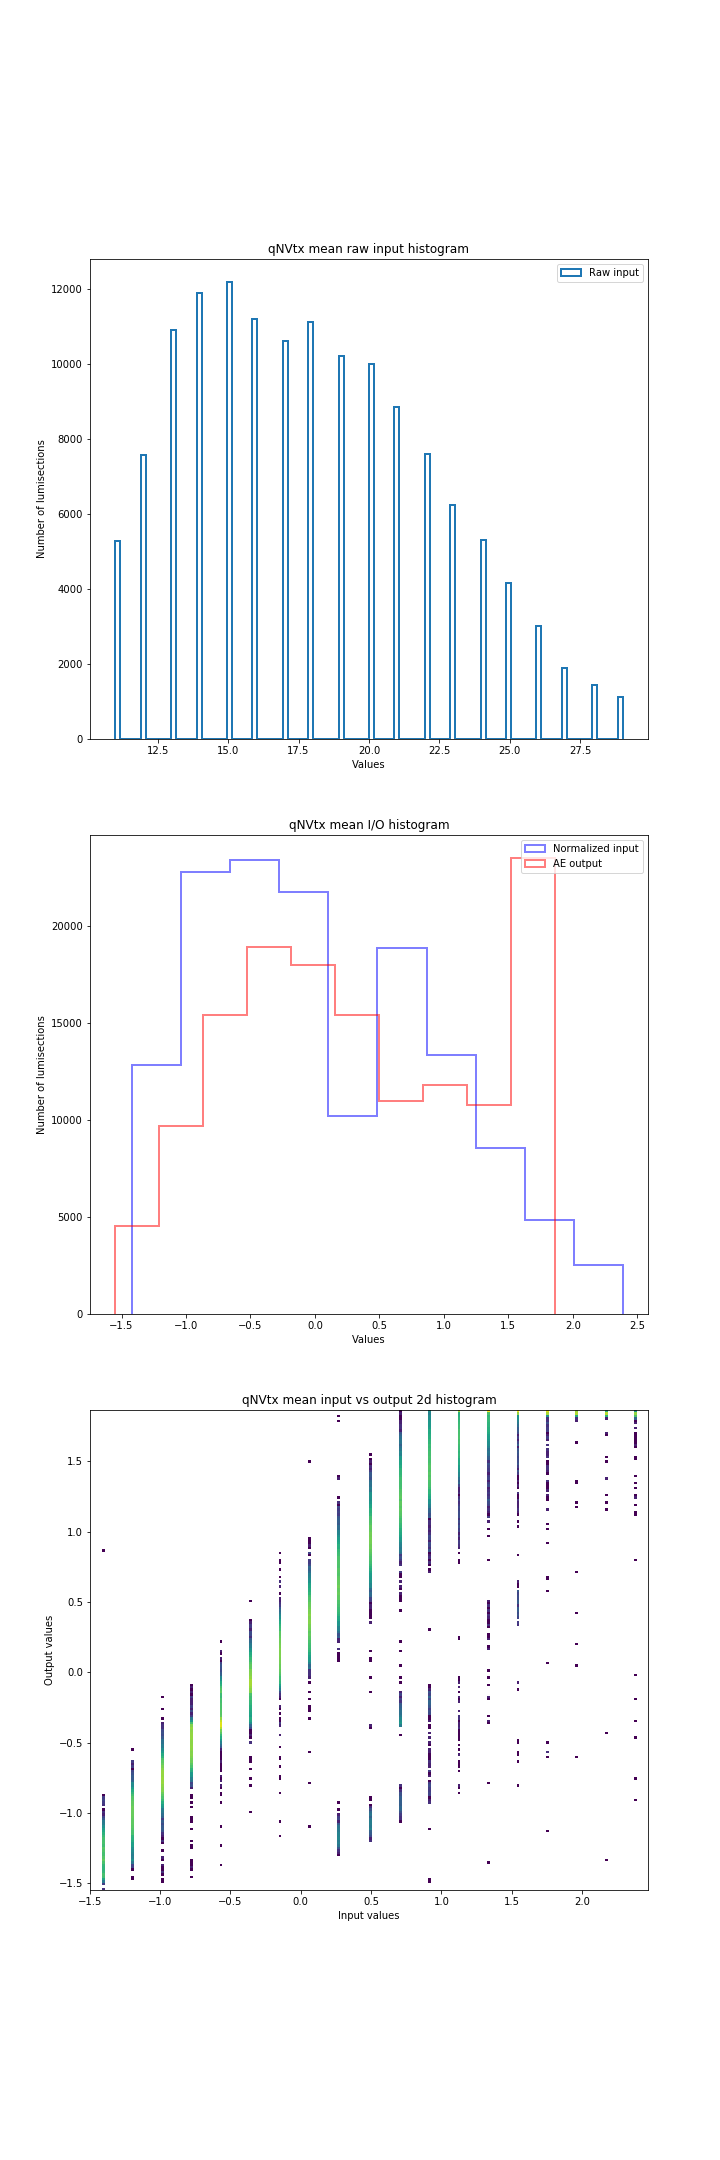 qNVtx mean raw input histogram
Raw input
12000
10000
8000
6000
4000
2000
0
Number of lumisections
12.5 15.0 17.5 20.0 22.5 25.0 27.5
Values
qNVtx mean I/O histogram
Normalized input
AE output
20000
15000
10000
5000
0
Number of lumisections
−1.5 −1.0 −0.5 0.0 0.5 1.0 1.5 2.0 2.5
Values
qNVtx mean input vs output 2d histogram
1.5
1.0
0.5
0.0
−0.5
−1.0
−1.5
Output values
−1.5 −1.0 −0.5 0.0 0.5 1.0 1.5 2.0
Input values